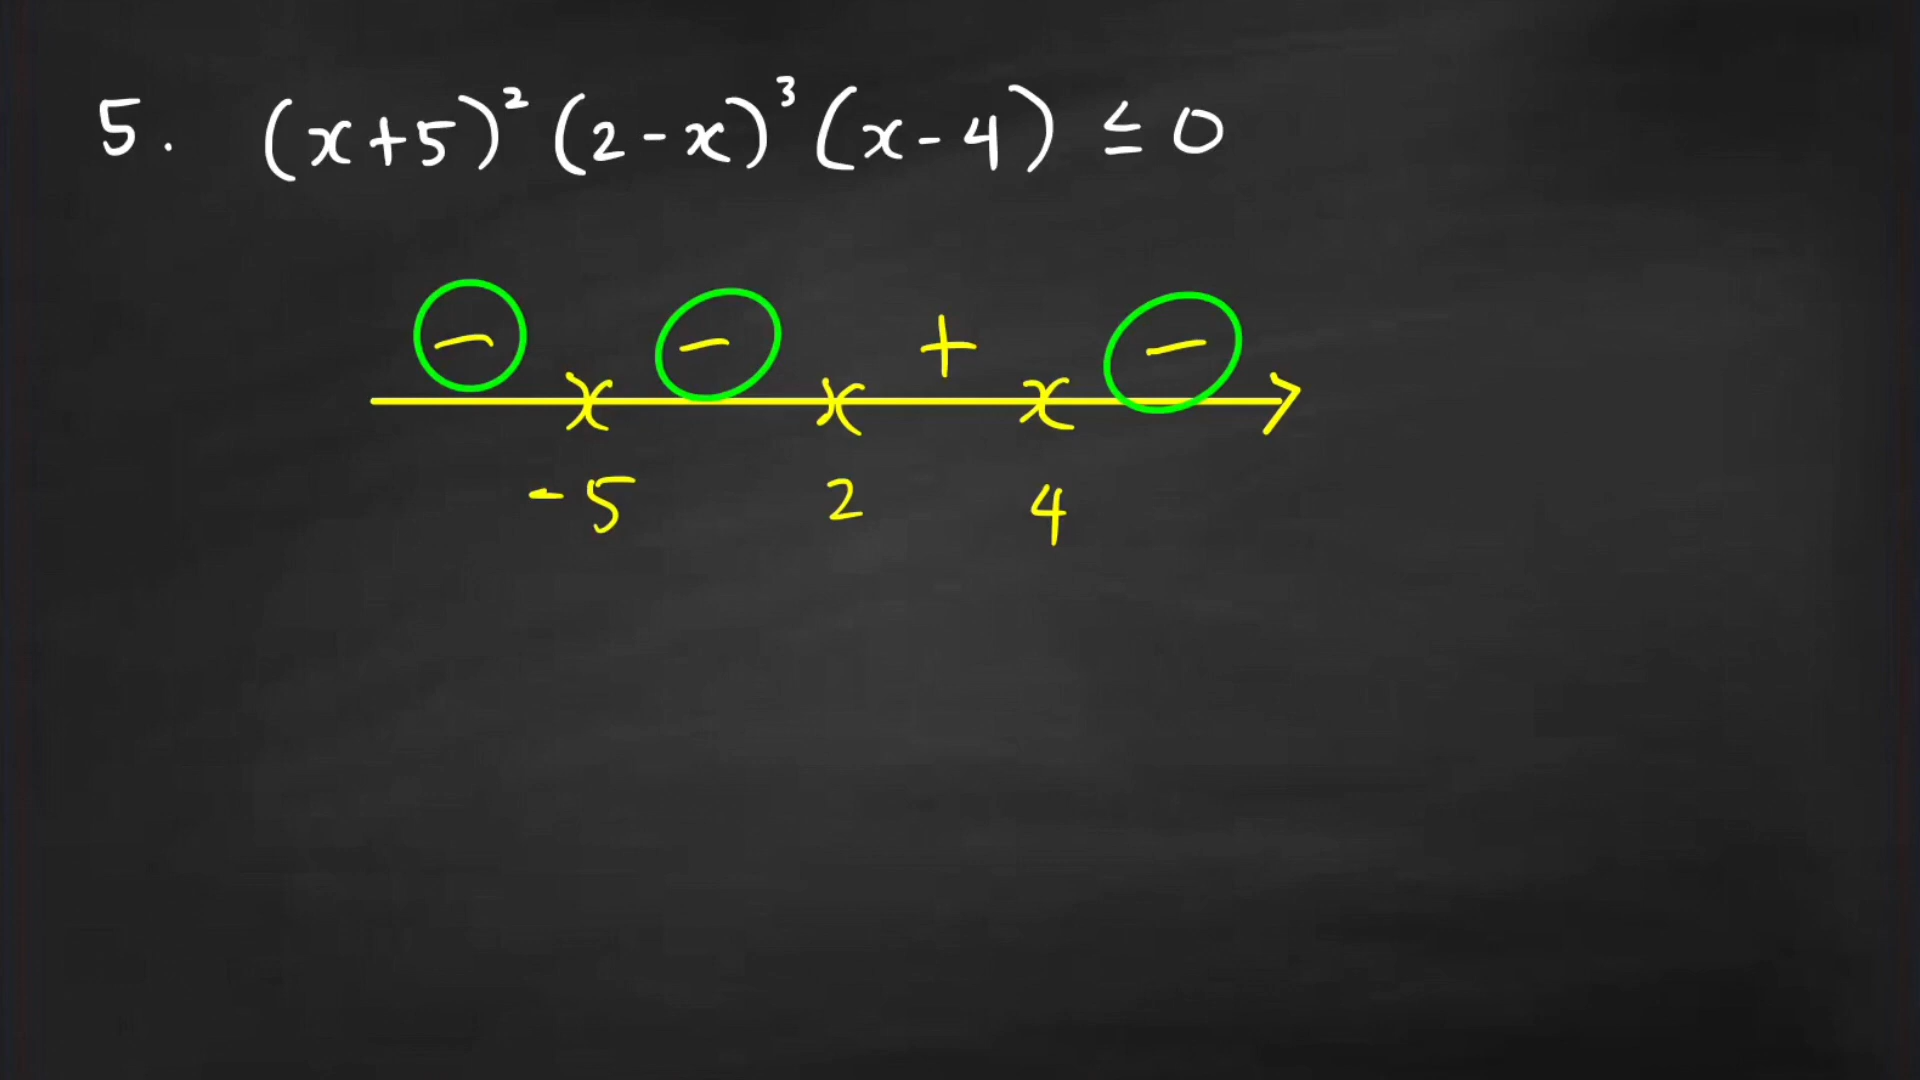 5. (x+5)²(2-x)³(x-4) ≤ 0
- - + -
-5 2 4